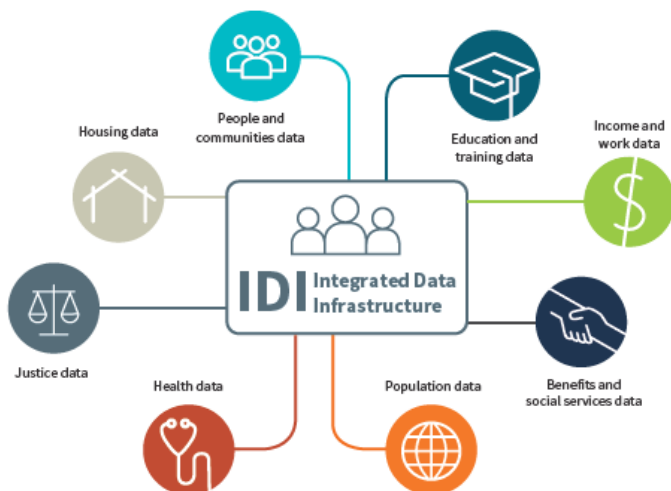 People and
communities data
Education and
training data
Income and
work data
Housing data
IDI
Integrated Data
Infrastructure
Justice data
Health data
Population data
Benefits and
social services data